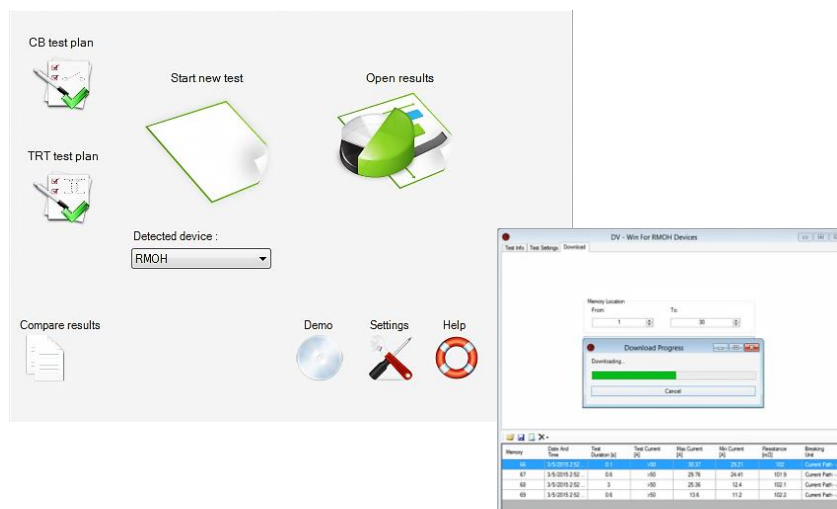 CB test plan
Start new test
Open results
TRT test plan
Detected device :
RMOH
Compare results
Demo
Settings
Help
DV - Win For RMOH Devices
Test Info
Test Settings
Download
Memory Location
From:
To:
1
30
Download Progress
Downloading...
Cancel
Memory
Date And Time
Test Duration [s]
Test Current [A]
Max Current [A]
Min Current [A]
Resistance [mΩ]
Breaking Unit
66 3/5/2015 2:52 ... 0.1 >50 30.37 25.21 102 Current Path - 
67 3/5/2015 2:52 ... 0.6 >50 29.76 24.41 101.9 Current Path - 
68 3/5/2015 2:52 ... 3 >50 25.36 12.4 102.1 Current Path - 
69 3/5/2015 2:52 ... 0.6 >50 13.6 11.2 102.2 Current Path -